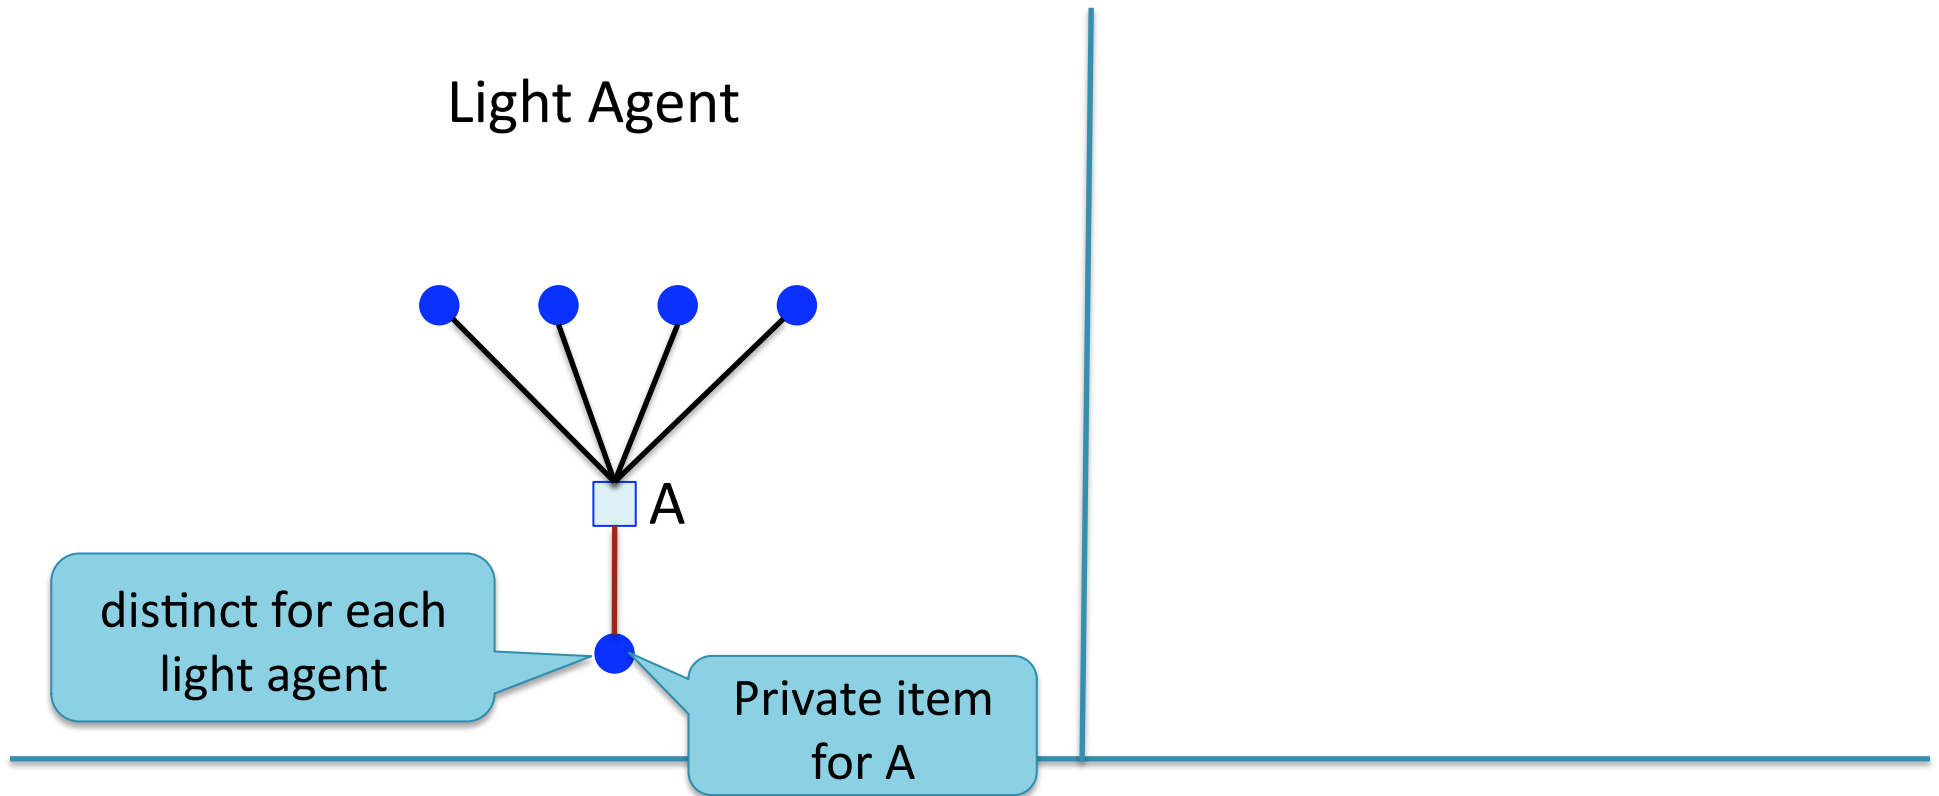 Light Agent
A
distinct for each
light agent
Private item
for A